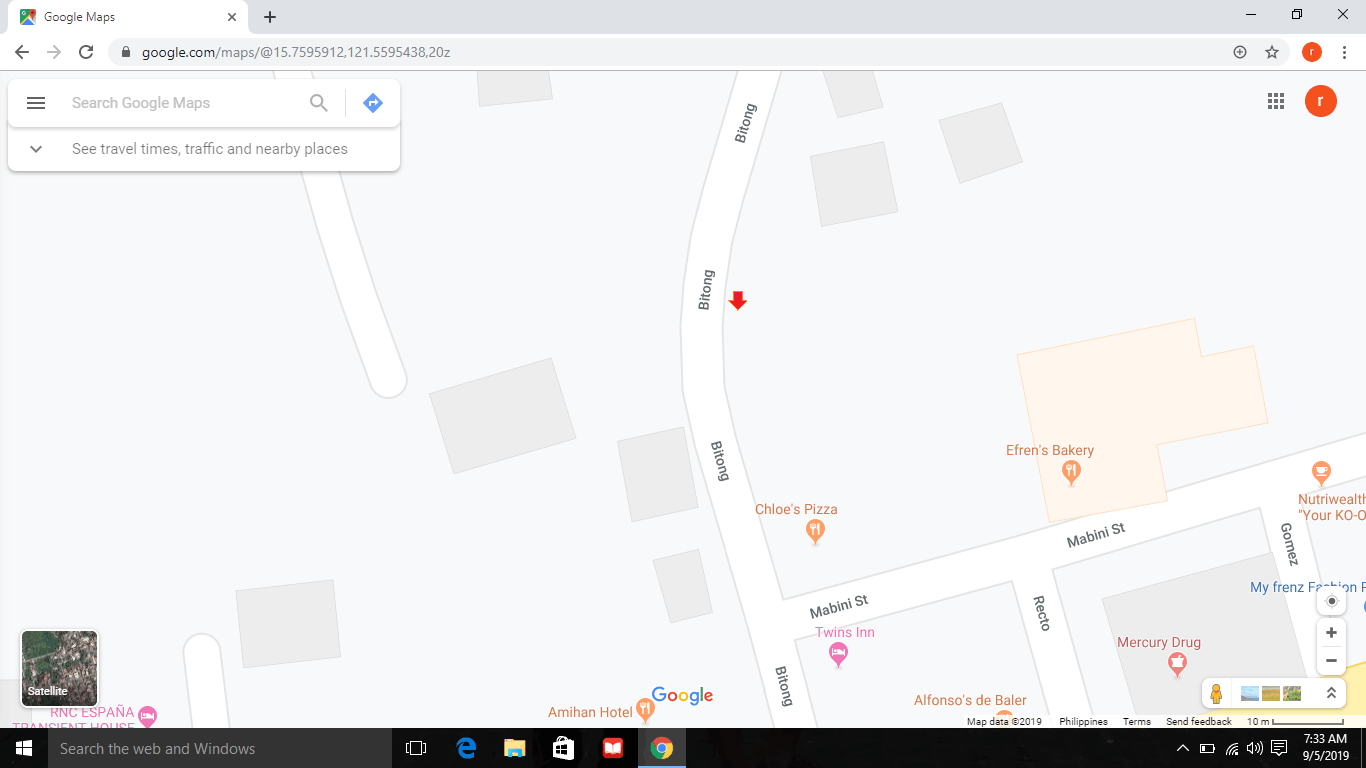 Google Maps
google.com/maps/@15.7595912,121.5595438,20z
r
Search Google Maps
r
See travel times, traffic and nearby places
Bitong
Bitong
Bitong
Efren's Bakery
Nutriwealth
"Your KO-O
Chloe's Pizza
Mabini St
Gomez
My frenz Fashion F
Mabini St
Recto
Twins Inn
Mercury Drug
Bitong
Satellite
Google
Alfonso's de Baler
RNC ESPAÑA
TRANSIENT HOUSE
Amihan Hotel
Map data ©2019 Philippines Terms Send feedback 10 m
Search the web and Windows
7:33 AM
9/5/2019